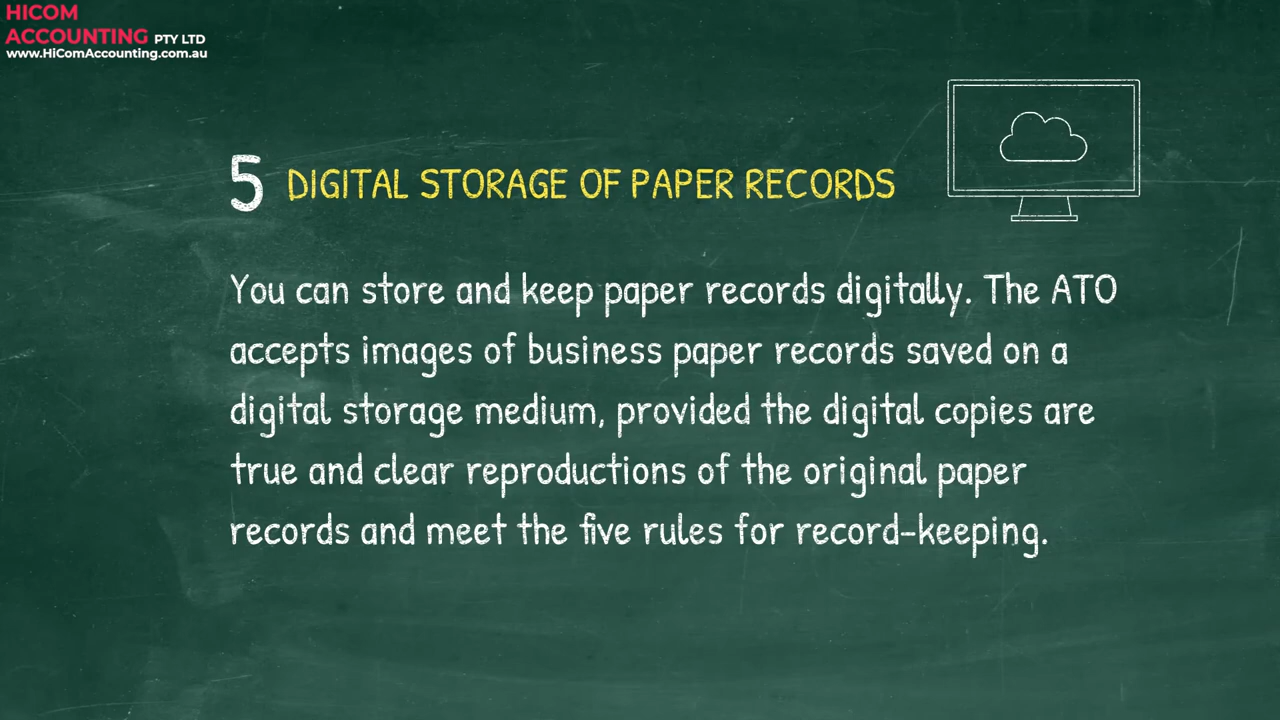 HICOM
ACCOUNTING PTY LTD
www.HiComAccounting.com.au
5 DIGITAL STORAGE OF PAPER RECORDS
You can store and keep paper records digitally. The ATO
accepts images of business paper records saved on a
digital storage medium, provided the digital copies are
true and clear reproductions of the original paper
records and meet the five rules for record-keeping.